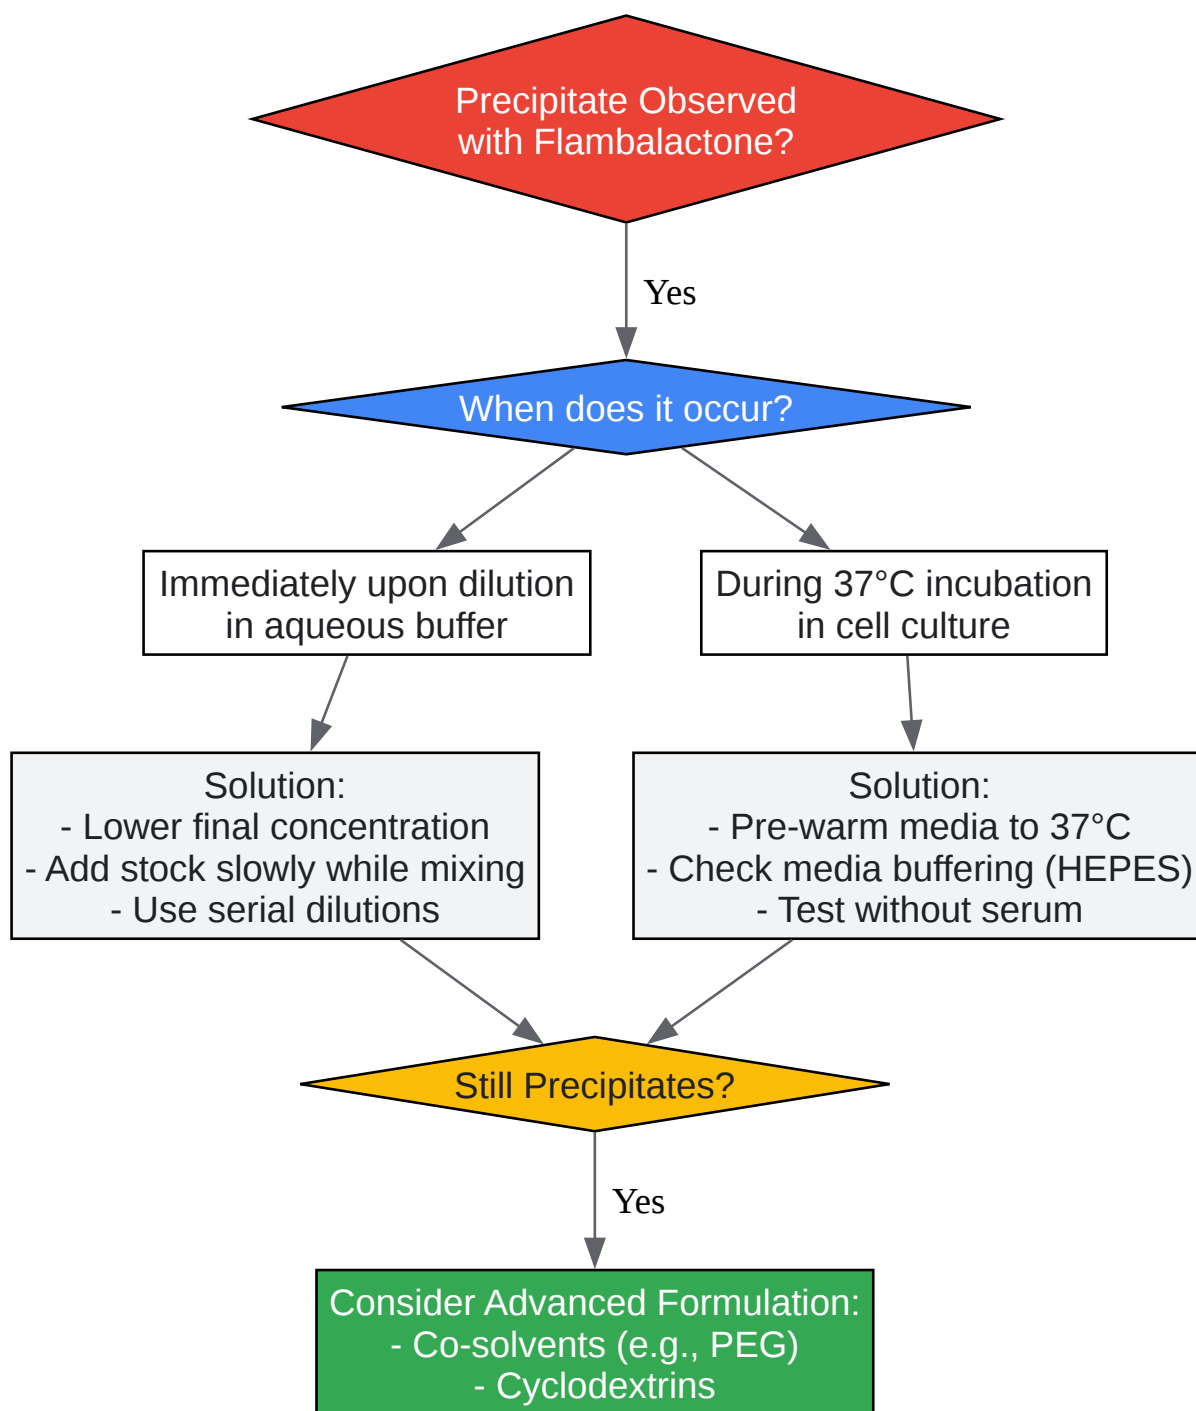 Precipitate Observed
with Flambalactone?
Yes
When does it occur?
Immediately upon dilution
in aqueous buffer
During 37°C incubation
in cell culture
Solution:
- Lower final concentration
- Add stock slowly while mixing
- Use serial dilutions
Solution:
- Pre-warm media to 37°C
- Check media buffering (HEPES)
- Test without serum
Still Precipitates?
Yes
Consider Advanced Formulation:
- Co-solvents (e.g., PEG)
- Cyclodextrins